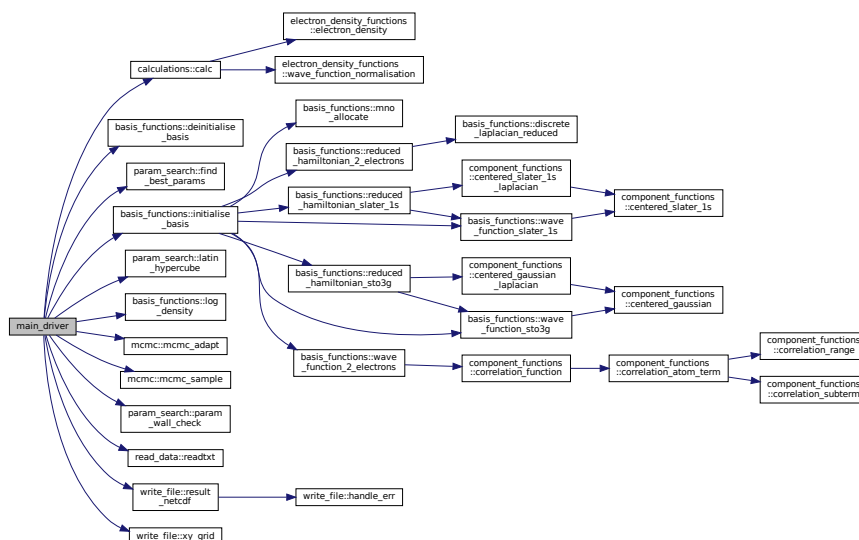 electron_density_functions
::electron_density
calculations::calc
electron_density_functions
::wave_function_normalisation
basis_functions::mno
_allocate
basis_functions::deinitialise
_basis
basis_functions::discrete
_laplacian_reduced
basis_functions::reduced
_hamiltonian_2_electrons
param_search::find
_best_params
component_functions
::centered_slater_1s
_laplacian
basis_functions::reduced
_hamiltonian_slater_1s
component_functions
::centered_slater_1s
basis_functions::initialise
_basis
basis_functions::wave
_function_slater_1s
param_search::latin
_hypercube
basis_functions::reduced
_hamiltonian_sto3g
component_functions
::centered_gaussian
_laplacian
basis_functions::log
_density
component_functions
::centered_gaussian
main_driver
basis_functions::wave
_function_sto3g
mcmc::mcmc_adapt
basis_functions::wave
_function_2_electrons
component_functions
::correlation_function
component_functions
::correlation_atom_term
component_functions
::correlation_range
mcmc::mcmc_sample
component_functions
::correlation_subterm
param_search::param
_wall_check
read_data::readtxt
write_file::result
_netcdf
write_file::handle_err
write_file::xy_grid